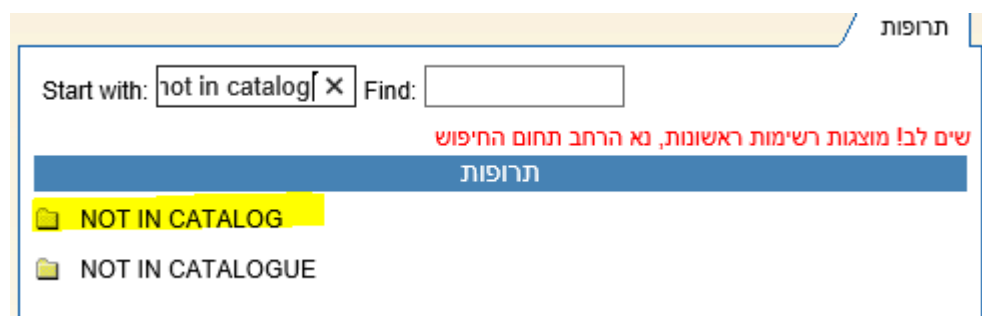 תרופות
Start with: not in catalog Find:
שים לב! מוצגות רשימות ראשונות, נא הרחב תחום החיפוש
תרופות
NOT IN CATALOG
NOT IN CATALOGUE